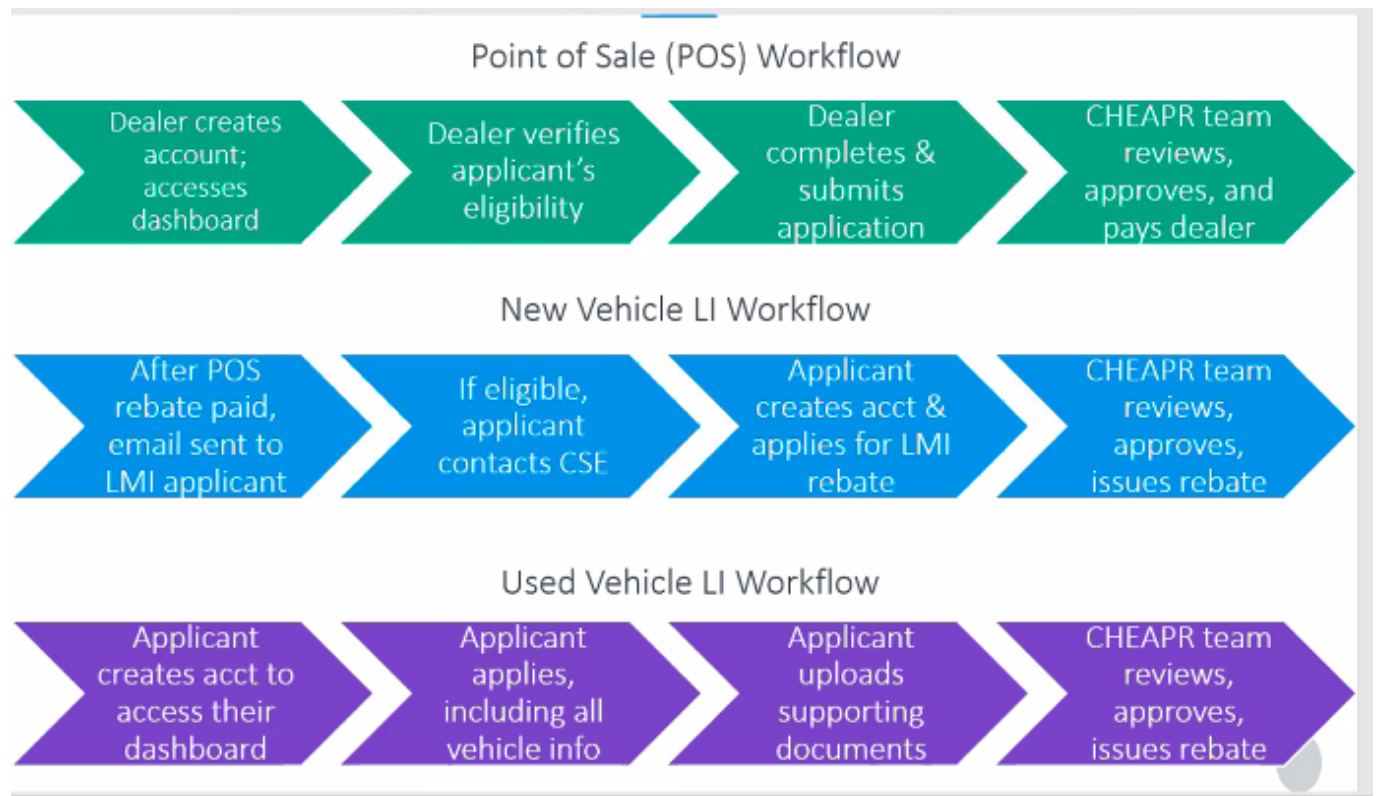 Point of Sale (POS) Workflow
Dealer creates
account;
accesses
dashboard
Dealer verifies
applicant's
eligibility
Dealer
completes &
submits
application
CHEAPR team
reviews,
approves, and
pays dealer
New Vehicle LI Workflow
After POS
rebate paid,
email sent to
LMI applicant
If eligible,
applicant
contacts CSE
Applicant
creates acct &
applies for LMI
rebate
CHEAPR team
reviews,
approves,
issues rebate
Used Vehicle LI Workflow
Applicant
creates acct to
access their
dashboard
Applicant
applies,
including all
vehicle info
Applicant
uploads
supporting
documents
CHEAPR team
reviews,
approves,
issues rebate